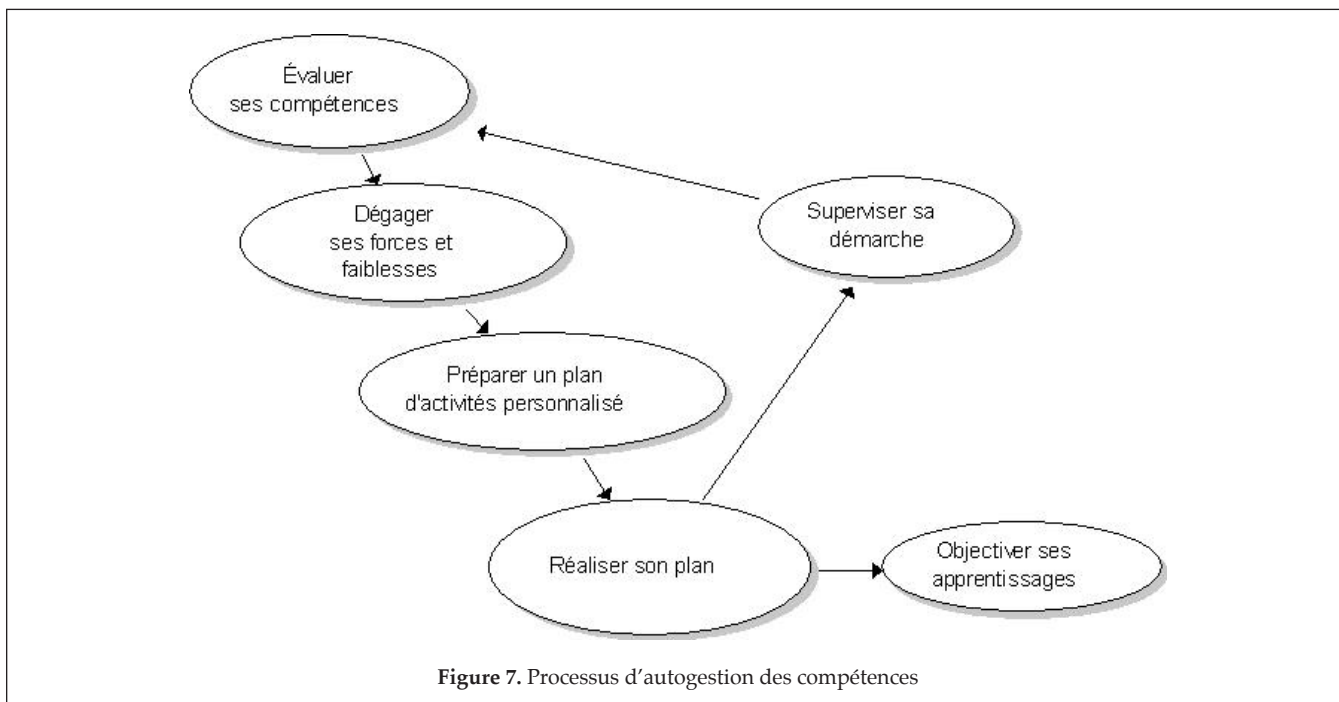 Évaluer
ses compétences
Dégager
ses forces et
faiblesses
Superviser sa
démarche
Préparer un plan
d'activités personnalisé
Réaliser son plan
Objectiver ses
apprentissages
Figure 7. Processus d’autogestion des compétences